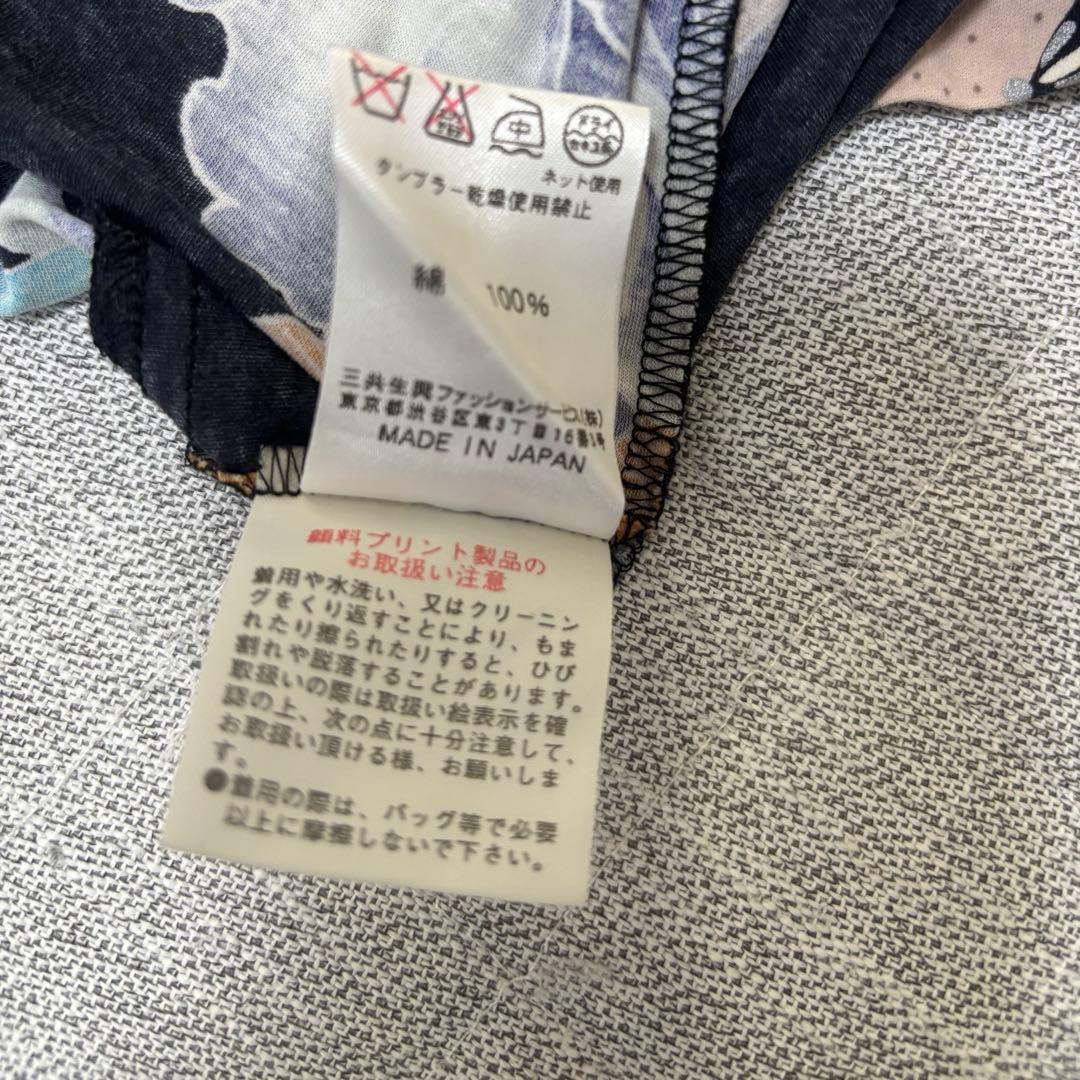 中
ドライ
ネット使用
タンブラー乾燥使用禁止
綿 100%
三共生興ファッションサービス(株)
東京都渋谷区東3丁目16番
MADE IN JAPAN
顔料プリント製品の
お取扱い注意
着用や水洗い、又はクリーニン
グをくり返すことにより、もま
れたり擦られたりすると、ひび
割れや脱落することがあります。
取扱いの際は取扱い絵表示を確
認の上、次の点に十分注意して、
お取扱い頂ける様、お願いしま
す。
●着用の際は、バッグ等で必要
以上に摩擦しないで下さい。